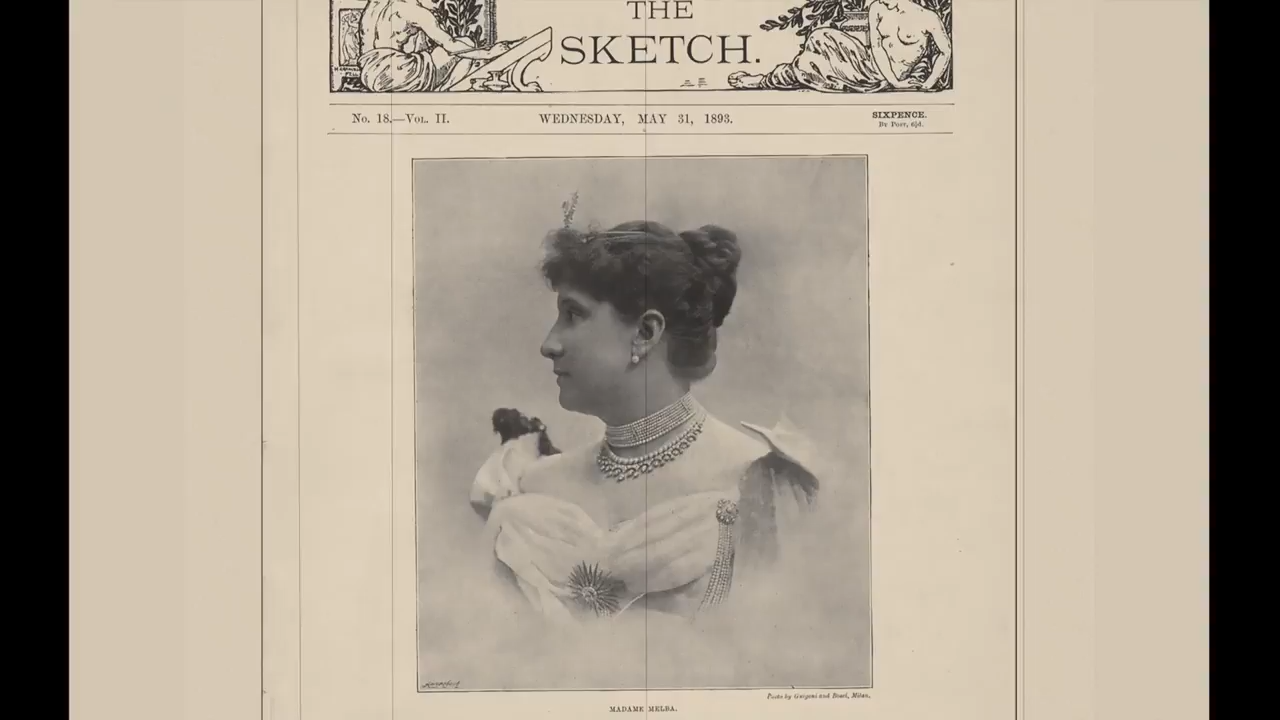 THE
SKETCH.
No. 18.—Vol. II.
WEDNESDAY, MAY 31, 1893.
SIXPENCE.
By Post, 6½d.
Photo by Guigoni and Bossi, Milan.
MADAME MELBA.